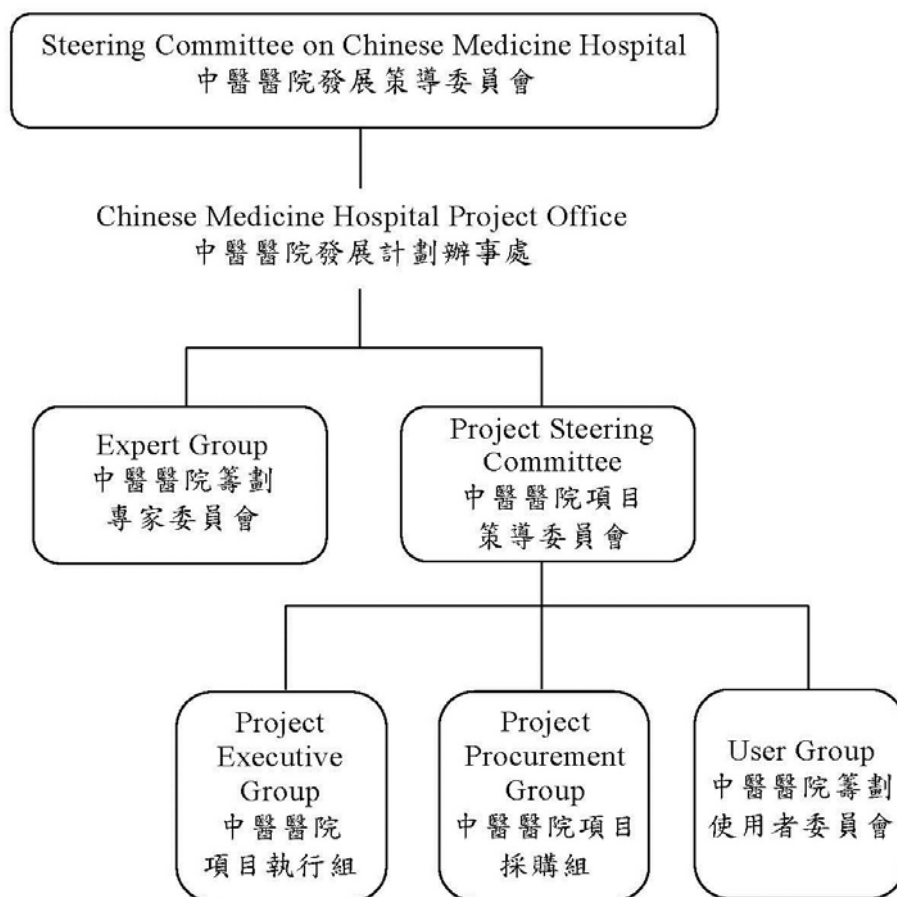 Steering Committee on Chinese Medicine Hospital
中醫醫院發展策導委員會
Chinese Medicine Hospital Project Office
中醫醫院發展計劃辦事處
Expert Group
中醫醫院籌劃
專家委員會
Project Steering
Committee
中醫醫院項目
策導委員會
Project
Executive
Group
中醫醫院
項目執行組
Project
Procurement
Group
中醫醫院項目
採購組
User Group
中醫醫院籌劃
使用者委員會